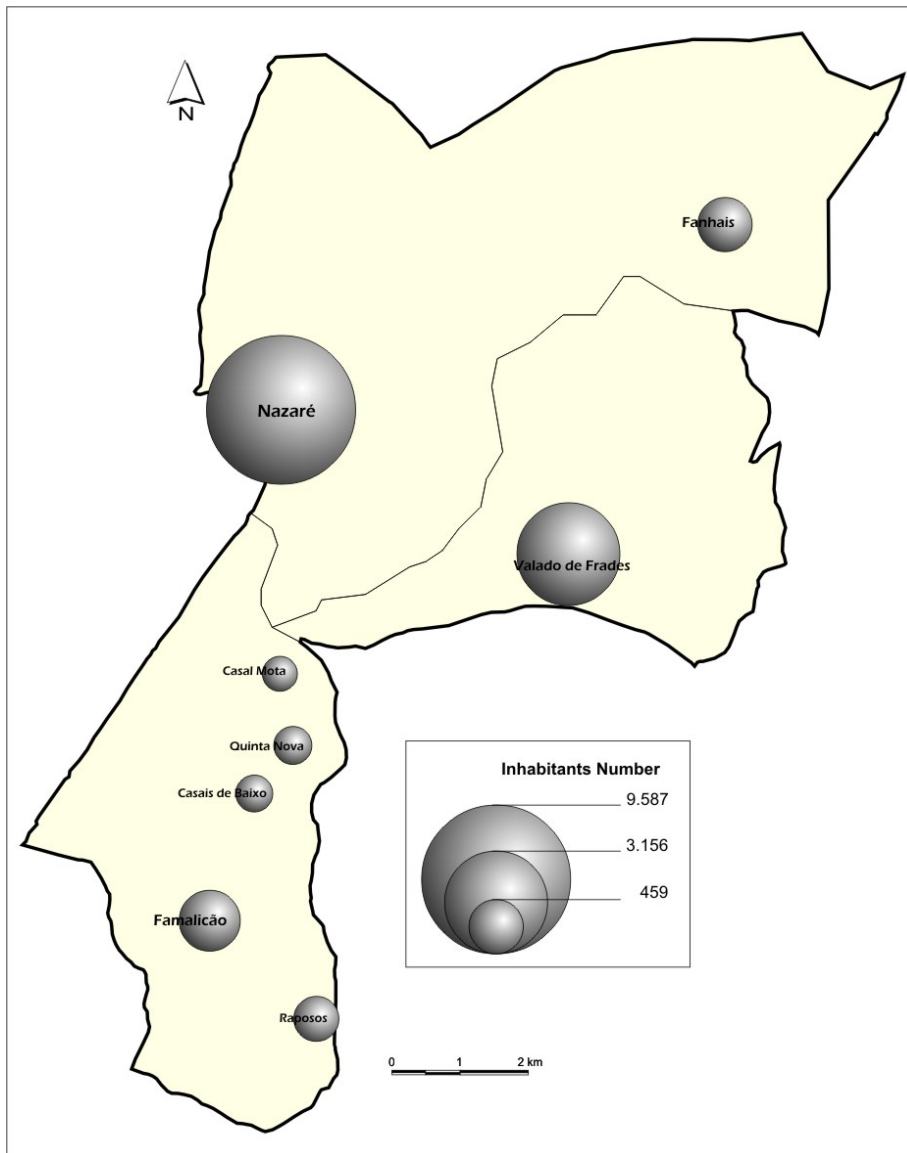 N
Fanhais
Nazaré
Valado de Frades
Casal Mota
Quinta Nova
Casais de Baixo
Famalicão
Raposos
Inhabitants Number
9.587
3.156
459
0 1 2 km